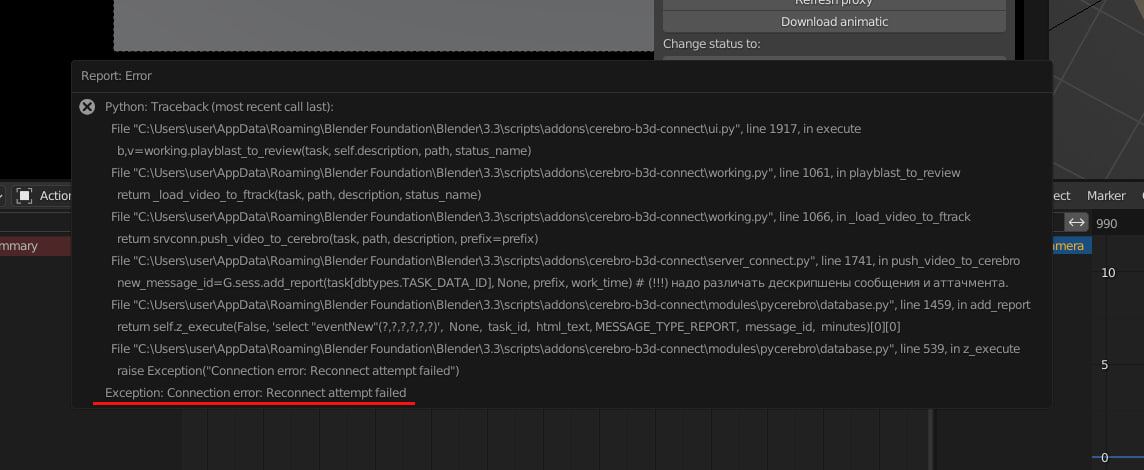 Refresh proxy
Download animatic
Change status to:
Report: Error
Python: Traceback (most recent call last):
File "C:\Users\user\AppData\Roaming\Blender Foundation\Blender\3.3\scripts\addons\cerebro-b3d-connect\ui.py", line 1917, in execute
b,v=working.playblast_to_review(task, self.description, path, status_name)
File "C:\Users\user\AppData\Roaming\Blender Foundation\Blender\3.3\scripts\addons\cerebro-b3d-connect\working.py", line 1061, in playblast_to_review
return _load_video_to_ftrack(task, path, description, status_name)
File "C:\Users\user\AppData\Roaming\Blender Foundation\Blender\3.3\scripts\addons\cerebro-b3d-connect\working.py", line 1066, in _load_video_to_ftrack
return srvconn.push_video_to_cerebro(task, path, description, prefix=prefix)
File "C:\Users\user\AppData\Roaming\Blender Foundation\Blender\3.3\scripts\addons\cerebro-b3d-connect\server_connect.py", line 1741, in push_video_to_cerebro
new_message_id=G.sess.add_report(task[dbtypes.TASK_DATA_ID], None, prefix, work_time) # (!!!) надо различать дескрипшены сообщения и аттачмента.
File "C:\Users\user\AppData\Roaming\Blender Foundation\Blender\3.3\scripts\addons\cerebro-b3d-connect\modules\pycerebro\database.py", line 1459, in add_report
return self.z_execute(False, 'select "eventNew"(?,?,?,?,?,?)', None, task_id, html_text, MESSAGE_TYPE_REPORT, message_id, minutes)[0][0]
File "C:\Users\user\AppData\Roaming\Blender Foundation\Blender\3.3\scripts\addons\cerebro-b3d-connect\modules\pycerebro\database.py", line 539, in z_execute
raise Exception("Connection error: Reconnect attempt failed")
Exception: Connection error: Reconnect attempt failed
Action
mmary
ect Marker
990
amera
10
5
0